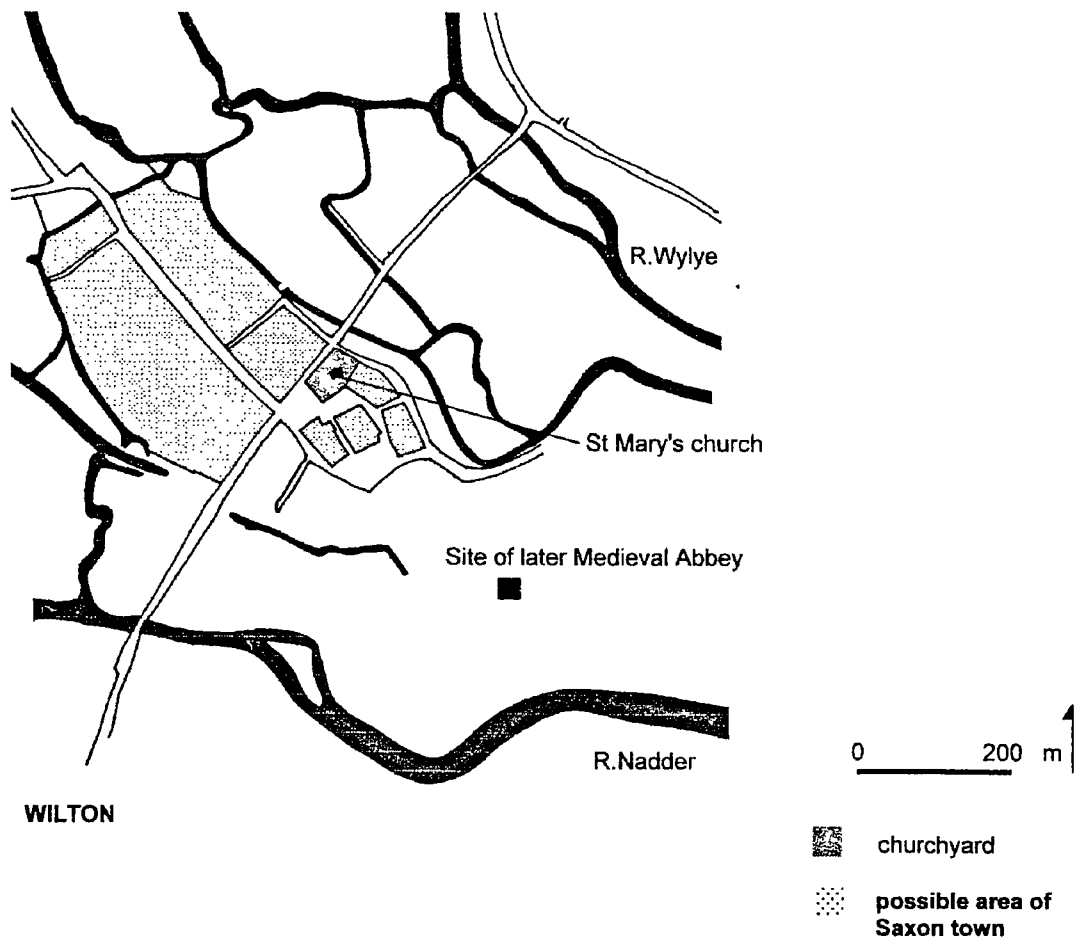 R.Wylye
St Mary's church
Site of later Medieval Abbey
R.Nadder
0 200 m
WILTON
churchyard
possible area of
Saxon town